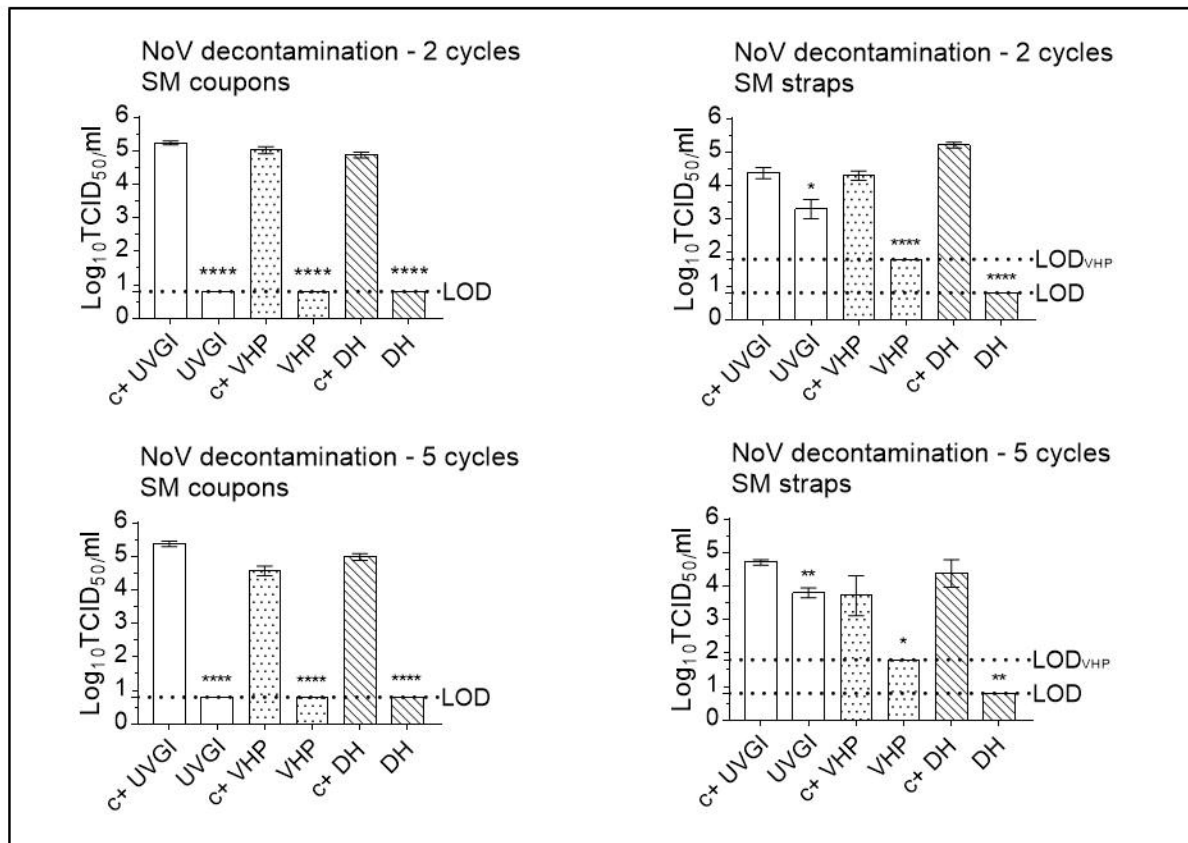 NoV decontamination - 2 cycles
SM coupons
Log10TCID50/ml
6
5
4
3
2
1
0
**** **** ****
LOD
c+ UVGI UVGI c+ VHP VHP c+ DH DH
NoV decontamination - 2 cycles
SM straps
Log10TCID50/ml
6
5
4
3
2
1
0
* **** ****
LODVHP
LOD
c+ UVGI UVGI c+ VHP VHP c+ DH DH
NoV decontamination - 5 cycles
SM coupons
Log10TCID50/ml
6
5
4
3
2
1
0
**** **** ****
LOD
c+ UVGI UVGI c+ VHP VHP c+ DH DH
NoV decontamination - 5 cycles
SM straps
Log10TCID50/ml
6
5
4
3
2
1
0
** * **
LODVHP
LOD
c+ UVGI UVGI c+ VHP VHP c+ DH DH